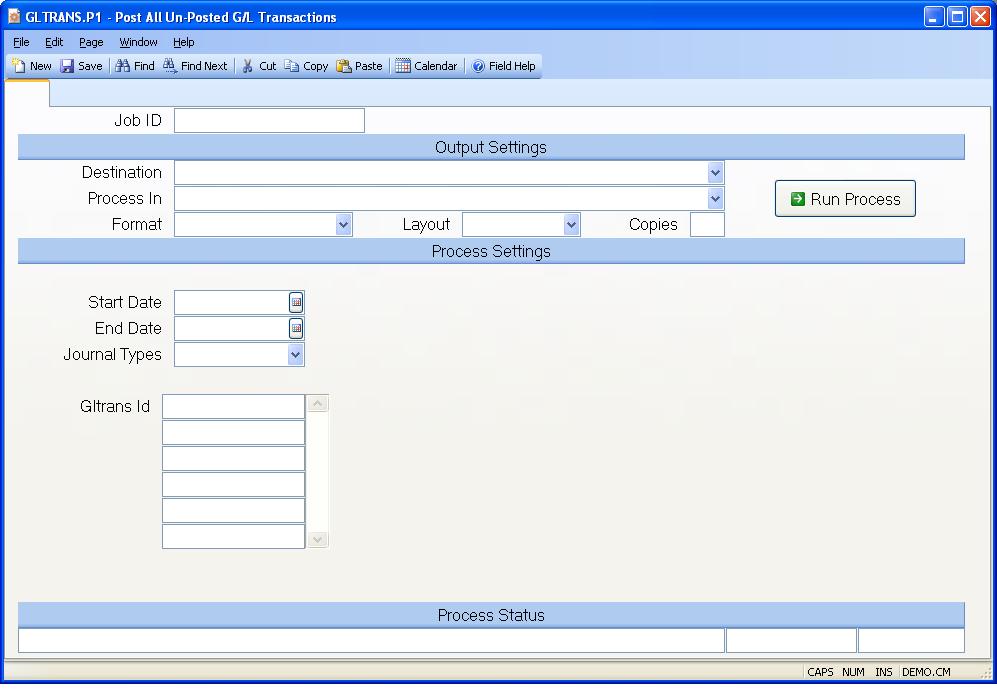 GLTRANS.P1 - Post All Un-Posted G/L Transactions
File Edit Page Window Help
New Save Find Find Next Cut Copy Paste Calendar Field Help
Job ID
Output Settings
Destination
Process In
Run Process
Format Layout Copies
Process Settings
Start Date
End Date
Journal Types
Gltrans Id
Process Status
CAPS NUM INS DEMO.CM